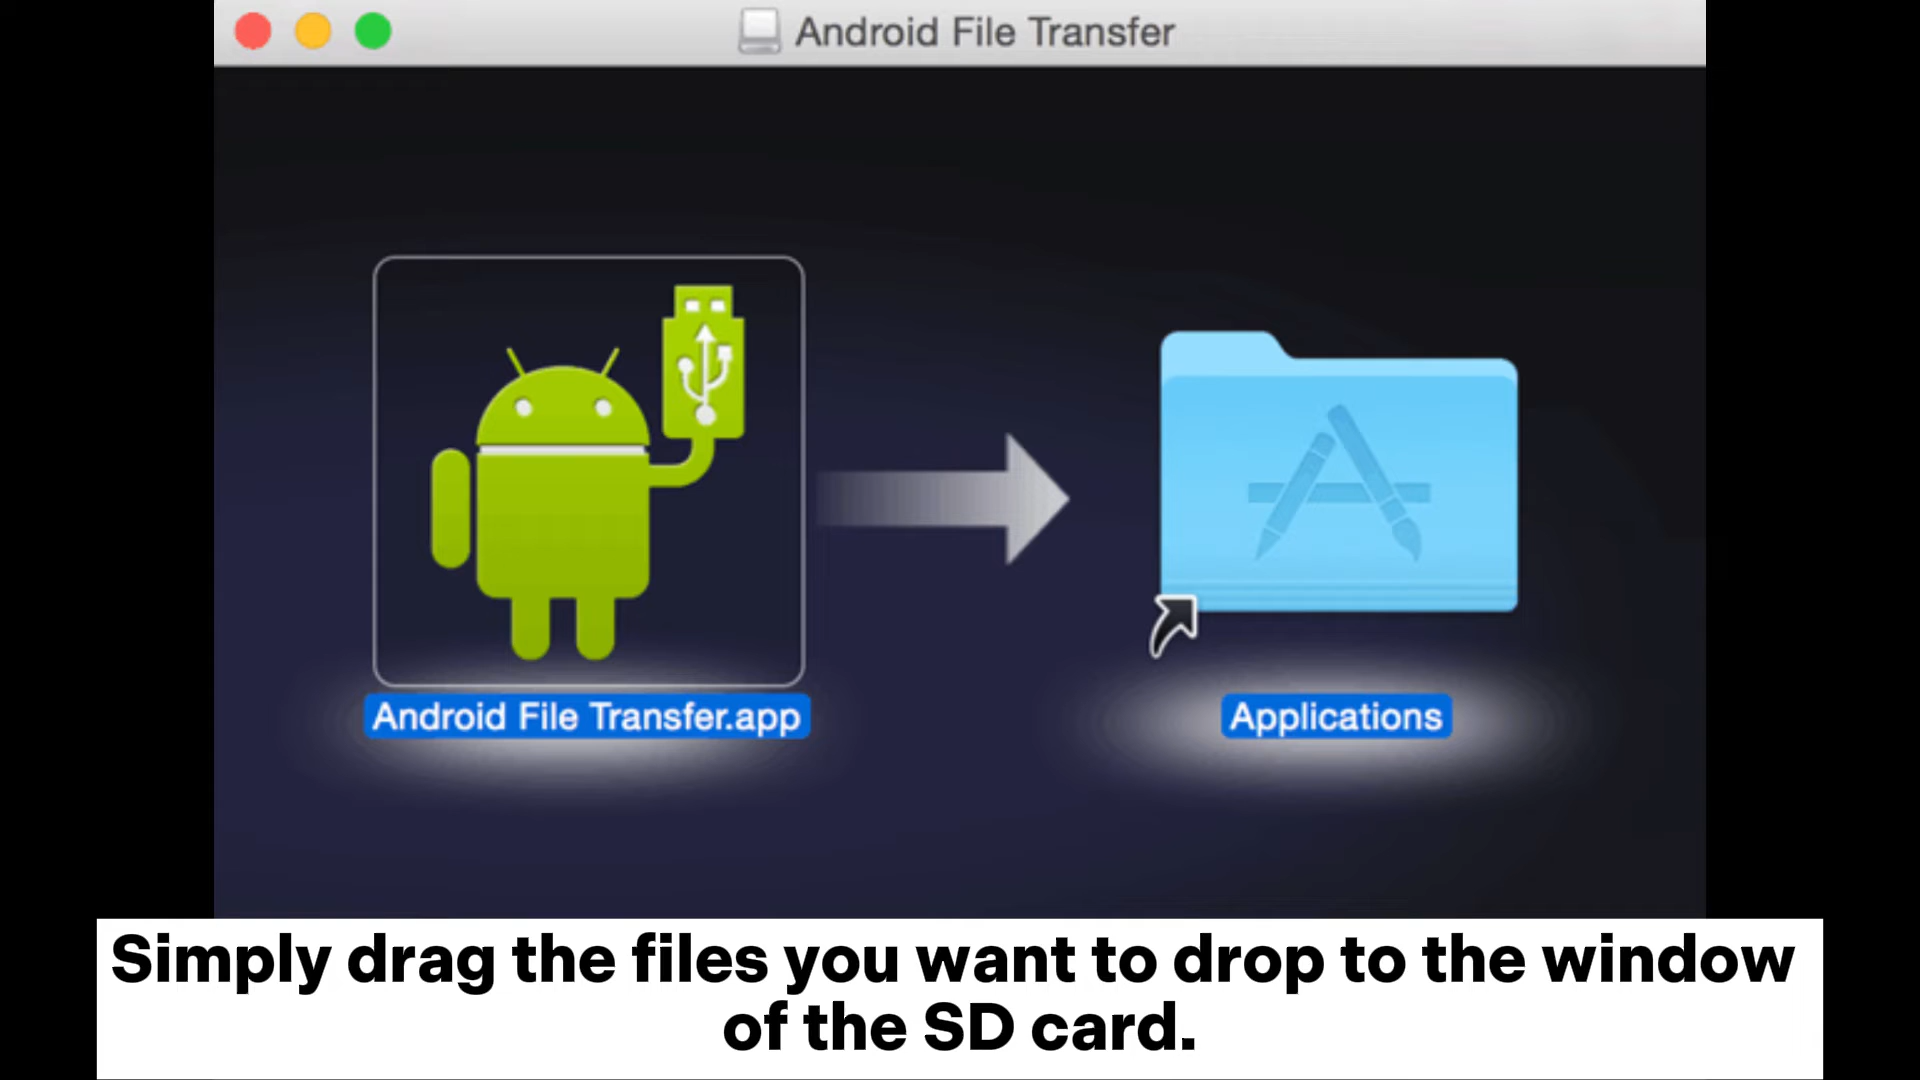 Android File Transfer
Android File Transfer.app
Applications
Simply drag the files you want to drop to the window
of the SD card.